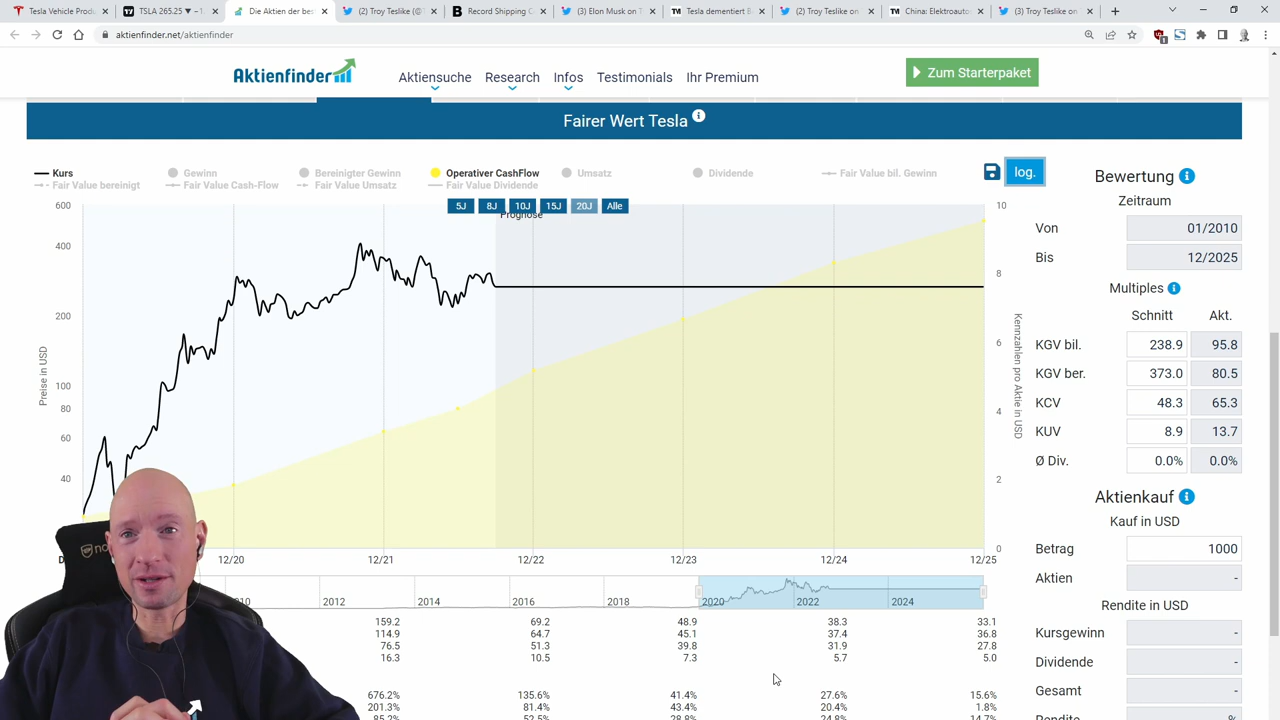 Tesla Vehicle Produ
TSLA 265.25 ▼ −1
Die Aktien der bes
(2) Troy Teslike (@T
Record Shipping C
(3) Elon Musk on T
Tesla dementiert B
(2) Troy Teslike on
China: Elektroauto
(3) Troy Teslike on
aktienfinder.net/aktienfinder
Aktienfinder
Aktiensuche
Research
Infos
Testimonials
Ihr Premium
Zum Starterpaket
Fairer Wert Tesla
Kurs
Gewinn
Bereinigter Gewinn
Operativer CashFlow
Umsatz
Dividende
Fair Value bil. Gewinn
Fair Value bereinigt
Fair Value Cash-Flow
Fair Value Umsatz
Fair Value Dividende
log.
5J 8J 10J 15J 20J Alle
Prognose
600
400
200
100
80
60
40
Preise in USD
10
8
6
4
2
0
Kennzahlen pro Aktie in USD
12/20 12/21 12/22 12/23 12/24 12/25
2012 2014 2016 2018 2020 2022 2024
159.2 69.2 48.9 38.3 33.1
114.9 64.7 45.1 37.4 36.8
76.5 51.3 39.8 31.9 27.8
16.3 10.5 7.3 5.7 5.0
676.2% 135.6% 41.4% 27.6% 15.6%
201.3% 81.4% 43.4% 20.4% 1.8%
85.2% 52.5% 28.8% 24.8% 14.7%
Bewertung
Zeitraum
Von 01/2010
Bis 12/2025
Multiples
Schnitt Akt.
KGV bil. 238.9 95.8
KGV ber. 373.0 80.5
KCV 48.3 65.3
KUV 8.9 13.7
Ø Div. 0.0% 0.0%
Aktienkauf
Kauf in USD
Betrag 1000
Aktien -
Rendite in USD
Kursgewinn -
Dividende -
Gesamt -
Rendite %